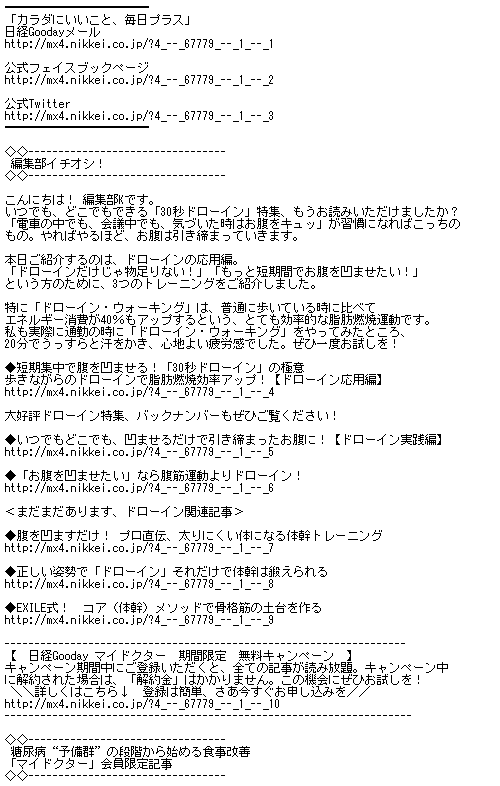 ━━━━━━━━━━━━━━━━
「カラダにいいこと、毎日プラス」
日経Goodayメール
http://mx4.nikkei.co.jp/?4_--_67779_--_1_--_1
公式フェイスブックページ
http://mx4.nikkei.co.jp/?4_--_67779_--_1_--_2
公式Twitter
http://mx4.nikkei.co.jp/?4_--_67779_--_1_--_3
━━━━━━━━━━━━━━━━
◇◇------------------------------
編集部イチオシ！
◇◇------------------------------
こんにちは！ 編集部Kです。
いつでも、どこでもできる「30秒ドローイン」特集、もうお読みいただけましたか？
「電車の中でも、会議中でも、気づいた時はお腹をキュッ」が習慣になればこっちの
もの。やればやるほど、お腹は引き締まっていきます。
本日ご紹介するのは、ドローインの応用編。
「ドローインだけじゃ物足りない！」「もっと短期間でお腹を凹ませたい！」
という方のために、3つのトレーニングをご紹介しました。
特に「ドローイン・ウォーキング」は、普通に歩いている時に比べて
エネルギー消費が40％もアップするという、とても効率的な脂肪燃焼運動です。
私も実際に通勤の時に「ドローイン・ウォーキング」をやってみたところ、
20分でうっすらと汗をかき、心地よい疲労感でした。ぜひ一度お試しを！
◆短期集中で腹を凹ませる！「30秒ドローイン」の極意
歩きながらのドローインで脂肪燃焼効率アップ！【ドローイン応用編】
http://mx4.nikkei.co.jp/?4_--_67779_--_1_--_4
大好評ドローイン特集、バックナンバーもぜひご覧ください！
◆いつでもどこでも、凹ませるだけで引き締まったお腹に！【ドローイン実践編】
http://mx4.nikkei.co.jp/?4_--_67779_--_1_--_5
◆「お腹を凹ませたい」なら腹筋運動よりドローイン！
http://mx4.nikkei.co.jp/?4_--_67779_--_1_--_6
＜まだまだあります、ドローイン関連記事＞
◆腹を凹ますだけ！ プロ直伝、太りにくい体になる体幹トレーニング
http://mx4.nikkei.co.jp/?4_--_67779_--_1_--_7
◆正しい姿勢で「ドローイン」それだけで体幹は鍛えられる
http://mx4.nikkei.co.jp/?4_--_67779_--_1_--_8
◆EXILE式！　コア（体幹）メソッドで骨格筋の土台を作る
http://mx4.nikkei.co.jp/?4_--_67779_--_1_--_9
-------------------------------------------------------------
【　日経Gooday マイドクター　期間限定　無料キャンペーン　】
キャンペーン期間中にご登録いただくと、全ての記事が読み放題。キャンペーン中
に解約された場合は、「解約金」はかかりません。この機会にぜひお試しを！
＼＼詳しくはこちら↓　登録は簡単、さあ今すぐお申し込みを／／
http://mx4.nikkei.co.jp/?4_--_67779_--_1_--_10
--------------------------------------------------------------
◇◇------------------------------
糖尿病“予備群”の段階から始める食事改善
「マイドクター」会員限定記事
◇◇------------------------------